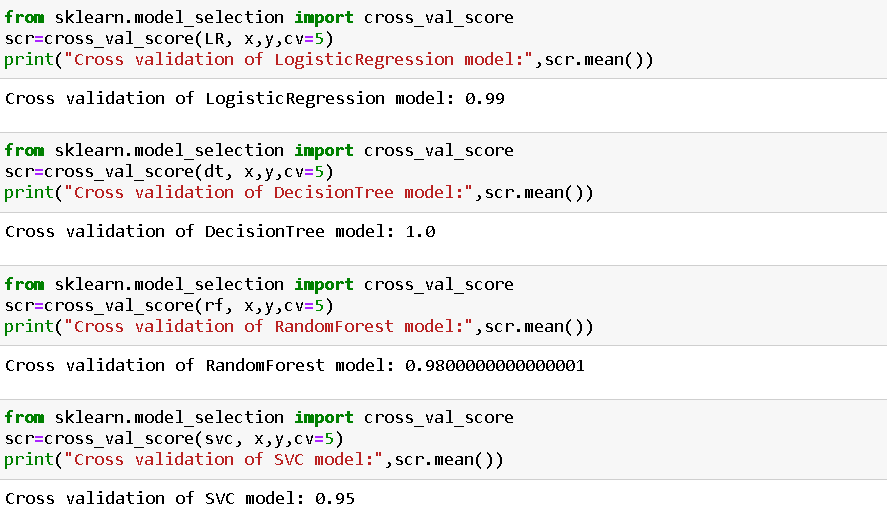 from sklearn.model_selection import cross_val_score
scr=cross_val_score(LR, x,y,cv=5)
print("Cross validation of LogisticRegression model:",scr.mean())
Cross validation of LogisticRegression model: 0.99
from sklearn.model_selection import cross_val_score
scr=cross_val_score(dt, x,y,cv=5)
print("Cross validation of DecisionTree model:",scr.mean())
Cross validation of DecisionTree model: 1.0
from sklearn.model_selection import cross_val_score
scr=cross_val_score(rf, x,y,cv=5)
print("Cross validation of RandomForest model:",scr.mean())
Cross validation of RandomForest model: 0.9800000000000001
from sklearn.model_selection import cross_val_score
scr=cross_val_score(svc, x,y,cv=5)
print("Cross validation of SVC model:",scr.mean())
Cross validation of SVC model: 0.95